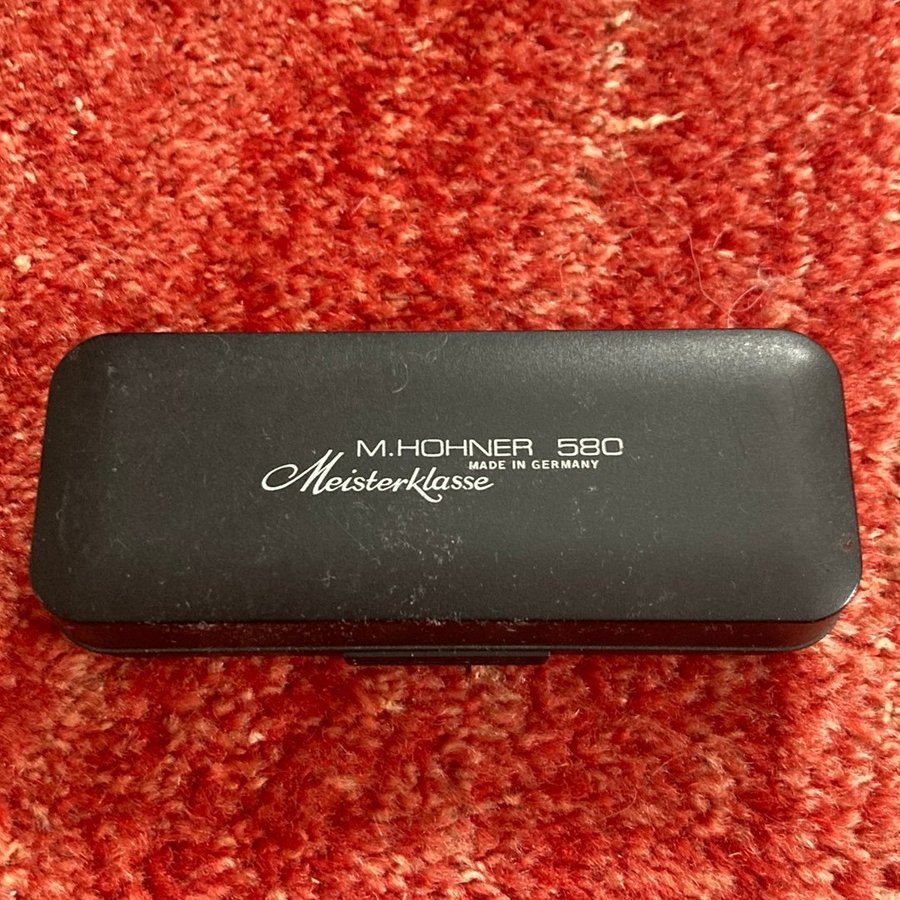 M.HOHNER 580
MADE IN GERMANY
Meisterklasse